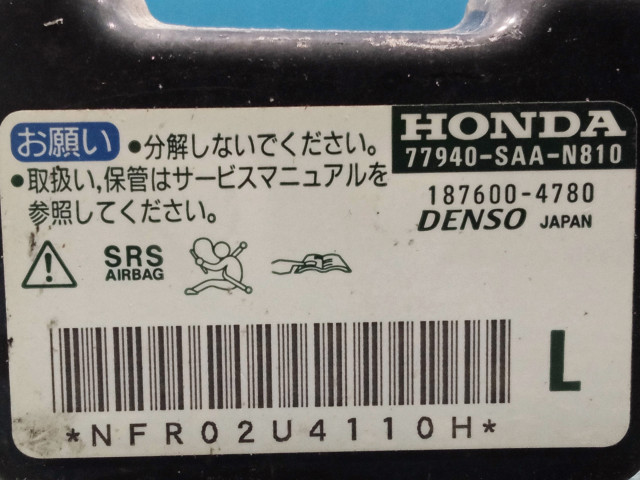 お願い
•分解しないでください。
•取扱い,保管はサービスマニュアルを
参照してください。
HONDA
77940-SAA-N810
187600-4780
DENSO JAPAN
SRS
AIRBAG
L
*NFR02U4110H*